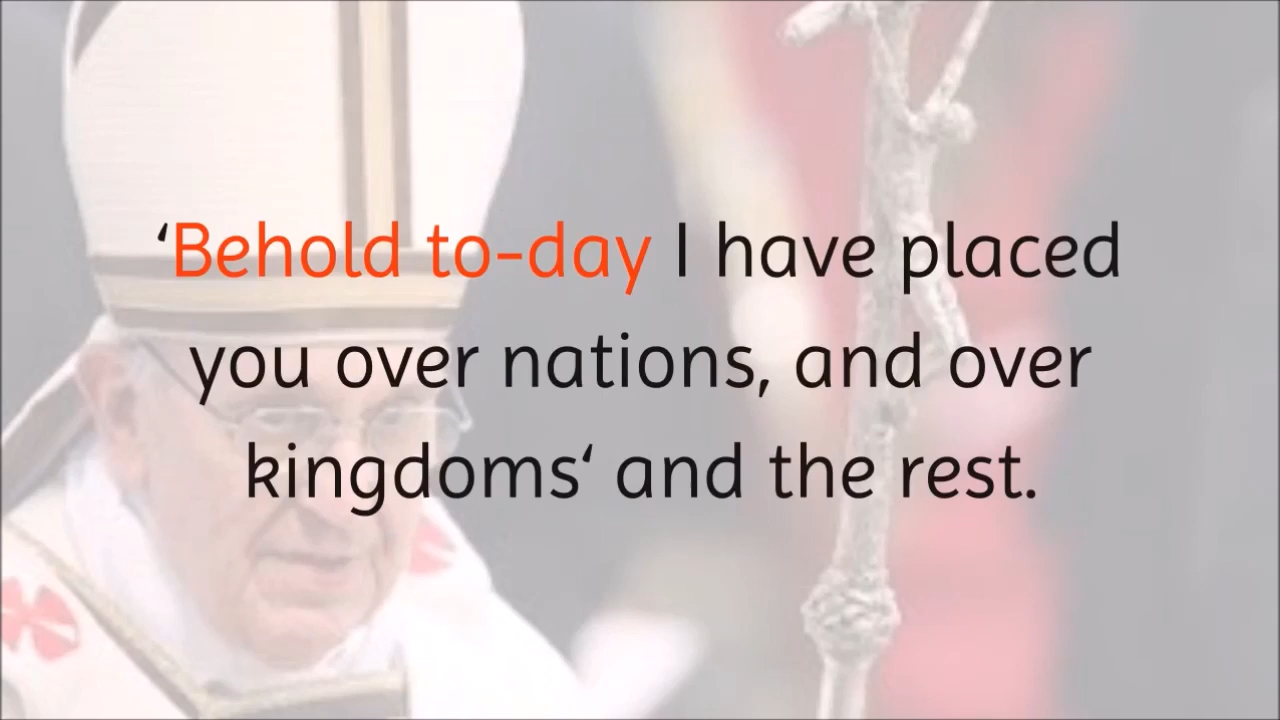 ‘Behold to-day I have placed
you over nations, and over
kingdoms‘ and the rest.